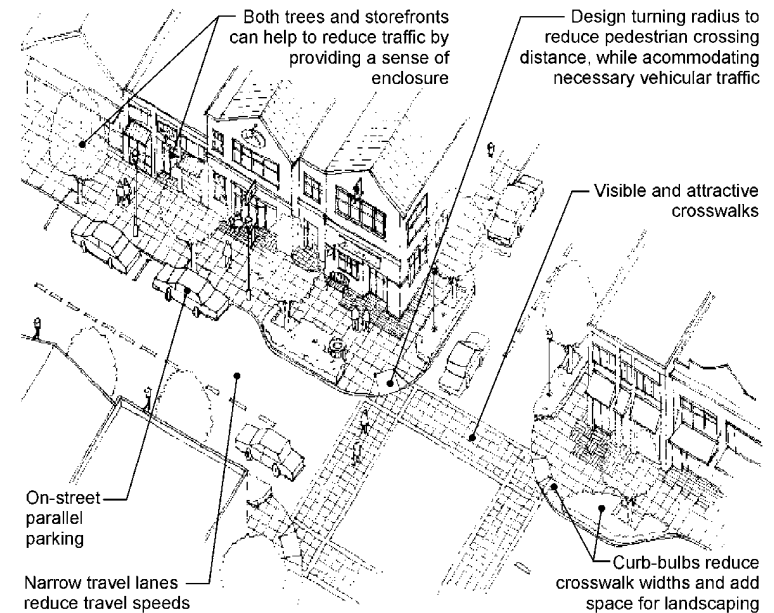 Both trees and storefronts
can help to reduce traffic by
providing a sense of
enclosure
Design turning radius to
reduce pedestrian crossing
distance, while acommodating
necessary vehicular traffic
Visible and attractive
crosswalks
On-street
parallel
parking
Narrow travel lanes
reduce travel speeds
Curb-bulbs reduce
crosswalk widths and add
space for landscaping